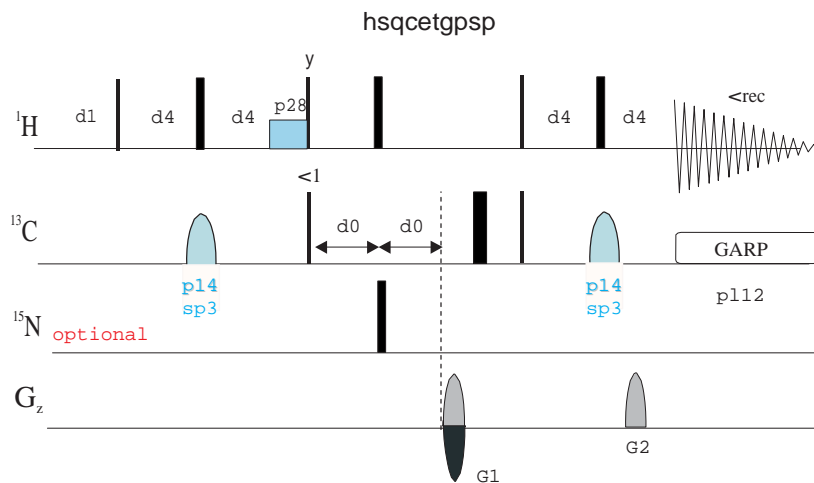 hsqcetgpsp
y
p28
<rec
¹H
d1
d4
d4
d4
d4
<1
¹³C
d0
d0
GARP
p14
sp3
p14
sp3
pl12
¹⁵N
optional
G_z
G1
G2